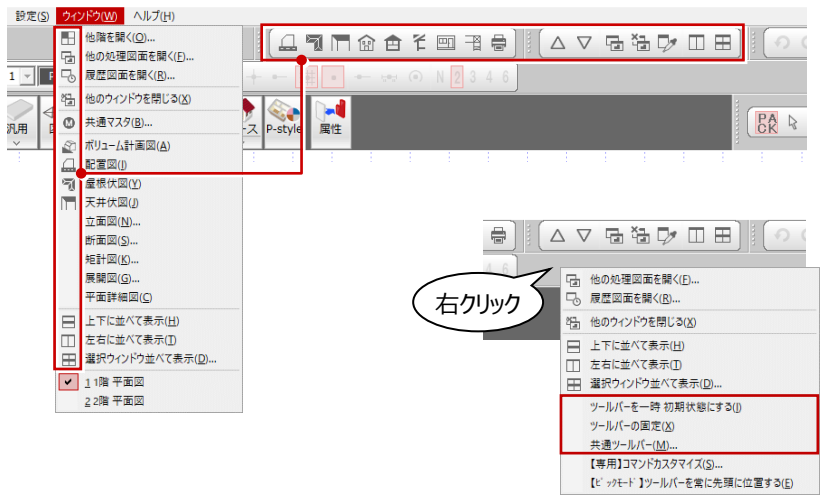 設定(S) ウィンドウ(W) ヘルプ(H)
他階を開く(O)...
他の処理図面を開く(F)...
履歴図面を開く(R)...
他のウィンドウを閉じる(X)
共通マスタ(B)...
ボリューム計画図(A)
配置図(I)
屋根伏図(Y)
天井伏図(J)
立面図(N)...
断面図(S)...
矩計図(K)...
展開図(G)...
平面詳細図(C)
上下に並べて表示(H)
左右に並べて表示(T)
選択ウィンドウ並べて表示(D)...
1 1階 平面図
2 2階 平面図
1
N 2 3 4 6
汎用
ース P-style 属性
PACK
4 6
右クリック
他の処理図面を開く(F)...
履歴図面を開く(R)...
他のウィンドウを閉じる(X)
上下に並べて表示(H)
左右に並べて表示(T)
選択ウィンドウ並べて表示(D)...
ツールバーを一時 初期状態にする(I)
ツールバーの固定(X)
共通ツールバー(M)...
【専用】コマンドカスタマイズ(S)...
【ピックモード】ツールバーを常に先頭に位置する(E)